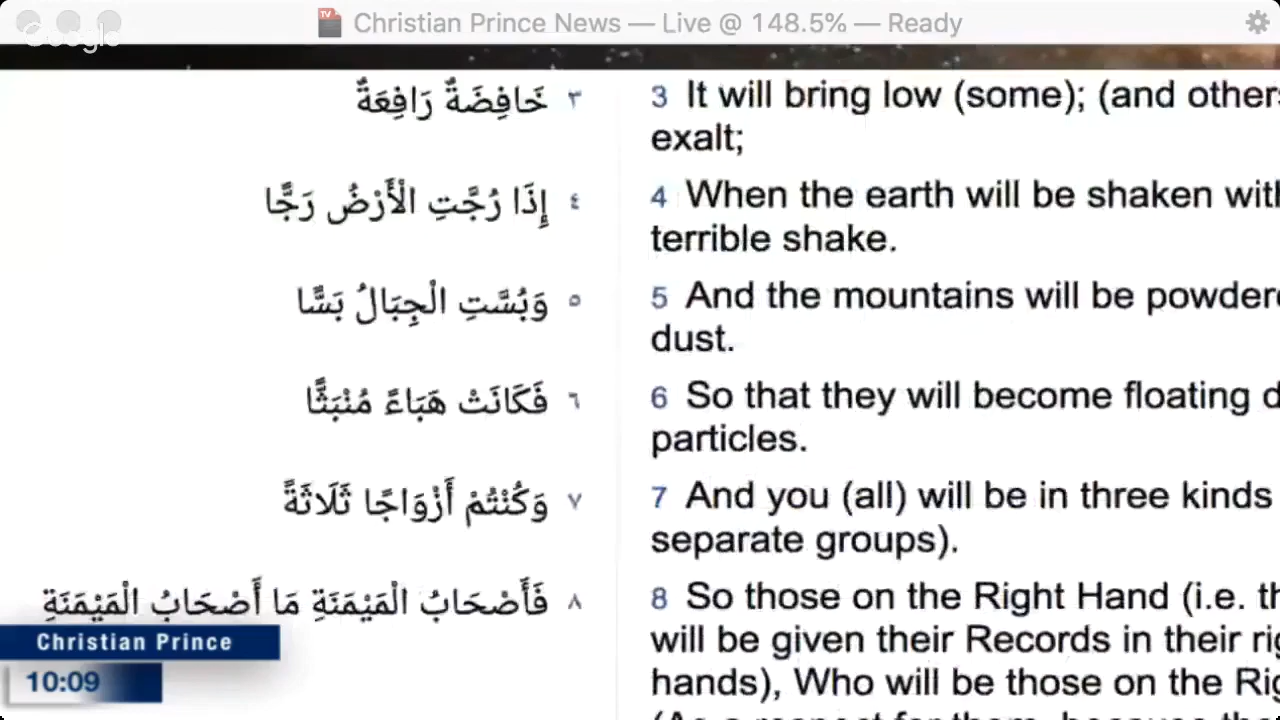 Christian Prince News — Live @ 148.5% — Ready
Google
خَافِضَةٌ رَافِعَةٌ ٣
3 It will bring low (some); (and others
exalt;
إِذَا رُجَّتِ الْأَرْضُ رَجًّا ٤
4 When the earth will be shaken with
terrible shake.
وَبُسَّتِ الْجِبَالُ بَسًّا ٥
5 And the mountains will be powder
dust.
فَكَانَتْ هَبَاءً مُنْبَثًّا ٦
6 So that they will become floating d
particles.
وَكُنْتُمْ أَزْوَاجًا ثَلَاثَةً ٧
7 And you (all) will be in three kinds
separate groups).
فَأَصْحَابُ الْمَيْمَنَةِ مَا أَصْحَابُ الْمَيْمَنَةِ ٨
8 So those on the Right Hand (i.e. th
will be given their Records in their rig
hands), Who will be those on the Rig
Christian Prince
10:09